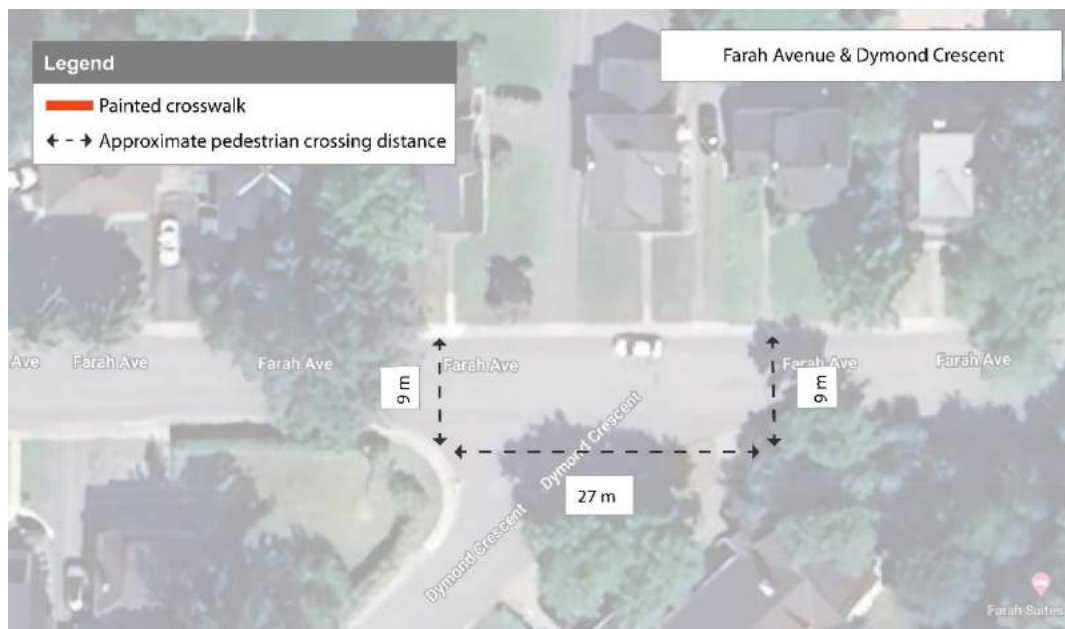 Legend
Painted crosswalk
Approximate pedestrian crossing distance
Farah Avenue & Dymond Crescent
Ave
Farah Ave
Farah Ave
Farah Ave
Farah Ave
Farah Ave
9 m
9 m
Dymond Crescent
27 m
Dymond Crescent
Farah Suites